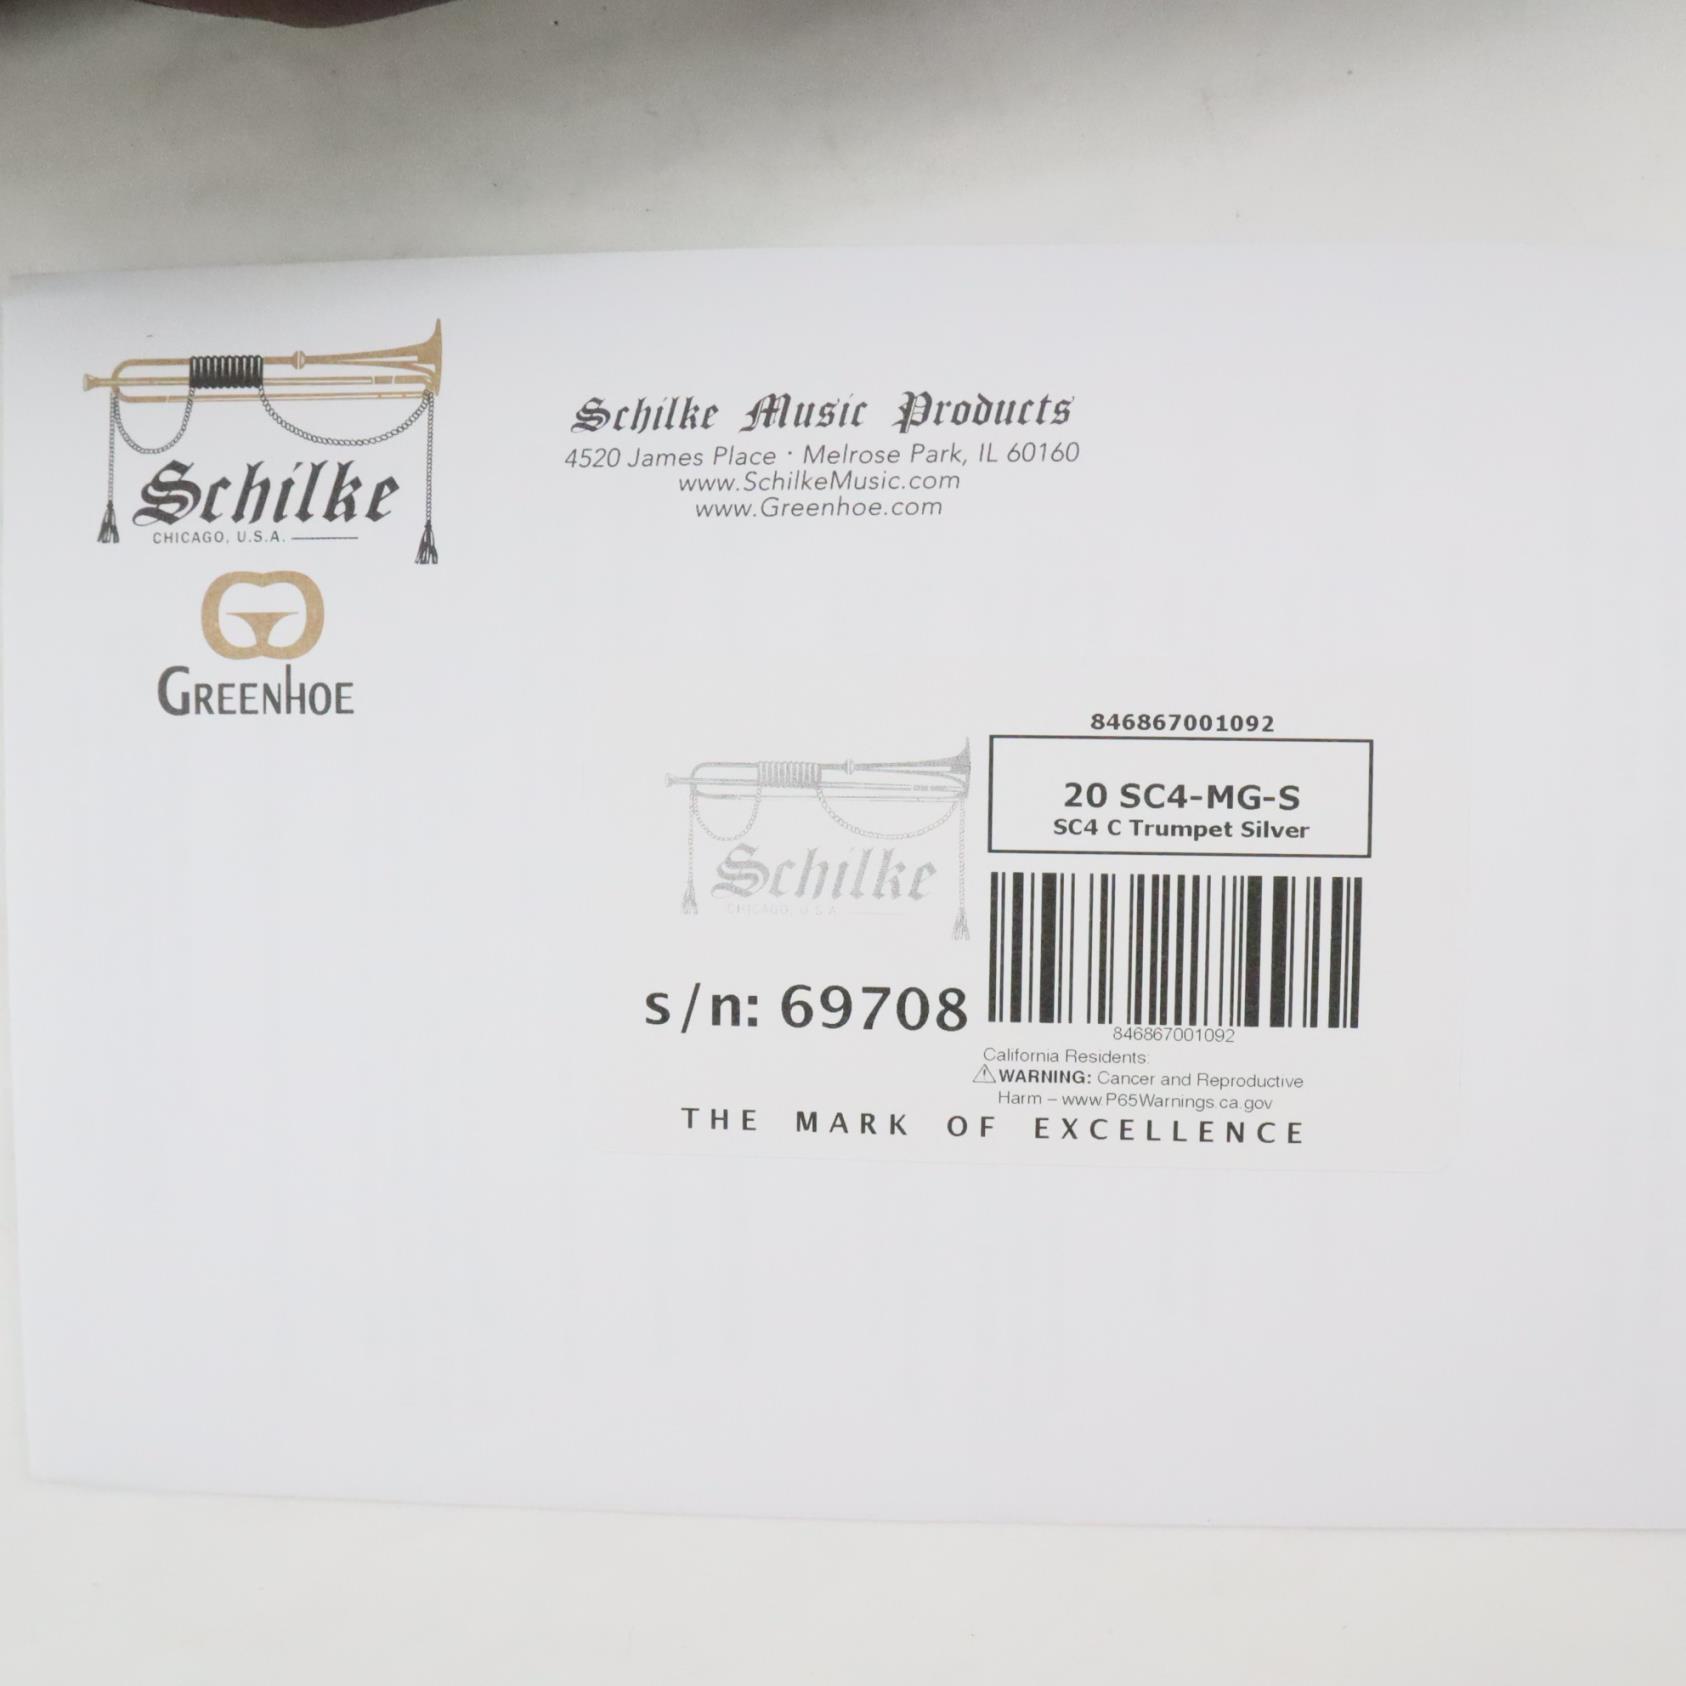 Schilke
CHICAGO, U.S.A.
GREENHOE
Schilke Music Products
4520 James Place · Melrose Park, IL 60160
www.SchilkeMusic.com
www.Greenhoe.com
846867001092
20 SC4-MG-S
SC4 C Trumpet Silver
Schilke
CHICAGO, U.S.A.
s/n: 69708
846867001092
California Residents:
⚠WARNING: Cancer and Reproductive
Harm – www.P65Warnings.ca.gov
THE MARK OF EXCELLENCE